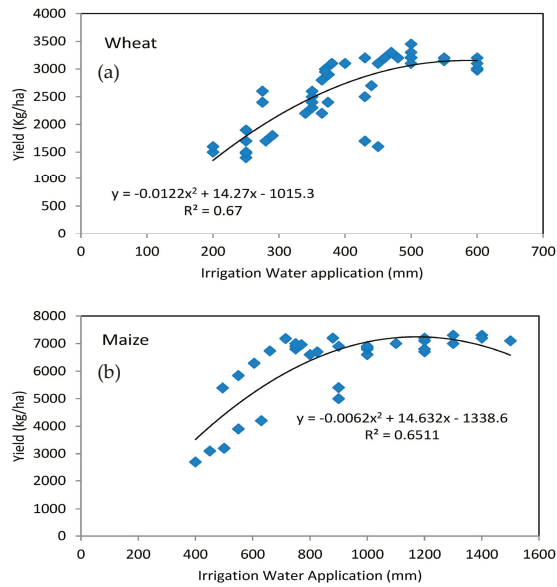 4000
3500
3000
2500
2000
1500
1000
500
0
Yield (Kg/ha)
Wheat
(a)
y = -0.0122x² + 14.27x - 1015.3
R² = 0.67
0 100 200 300 400 500 600 700
Irrigation Water application (mm)
8000
7000
6000
5000
4000
3000
2000
1000
0
Yield (kg/ha)
Maize
(b)
y = -0.0062x² + 14.632x - 1338.6
R² = 0.6511
0 200 400 600 800 1000 1200 1400 1600
Irrigation Water Application (mm)